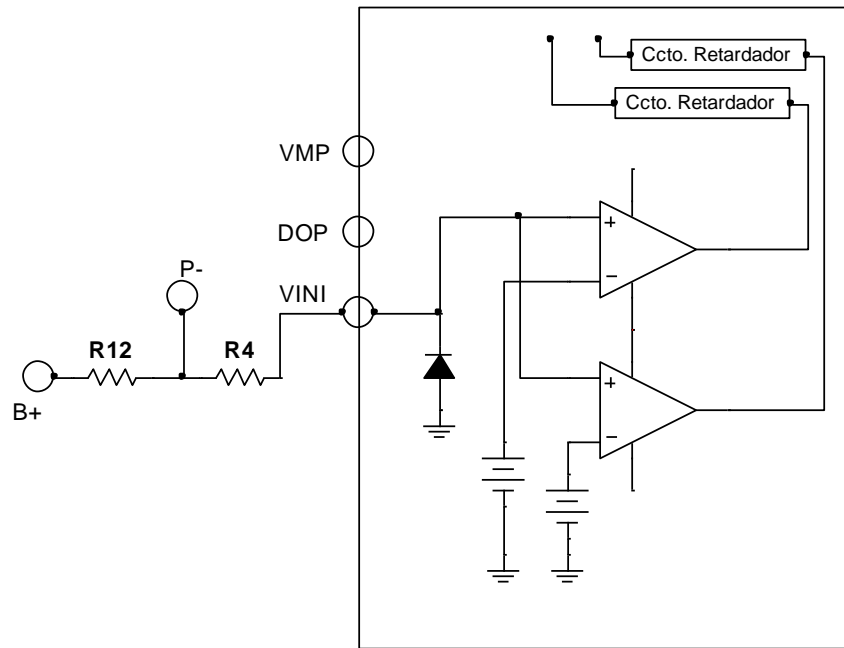 Ccto. Retardador
Ccto. Retardador
VMP
DOP
P-
VINI
R12
R4
B+
+
−
+
−